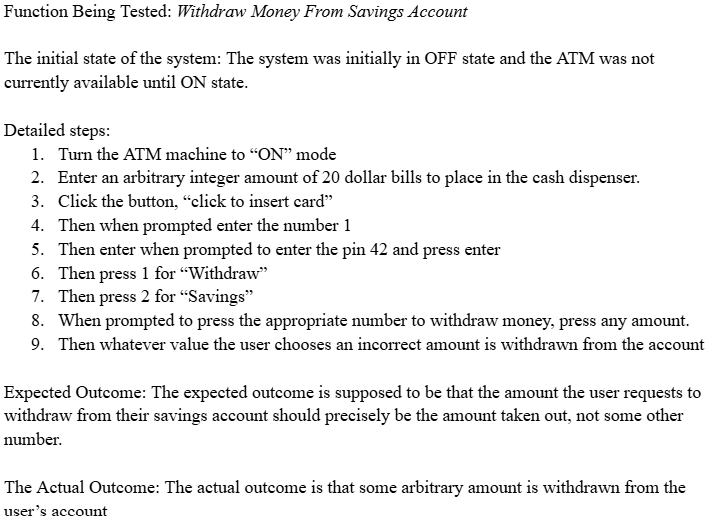 Function Being Tested: Withdraw Money From Savings Account
The initial state of the system: The system was initially in OFF state and the ATM was not
currently available until ON state.
Detailed steps:
1. Turn the ATM machine to “ON” mode
2. Enter an arbitrary integer amount of 20 dollar bills to place in the cash dispenser.
3. Click the button, “click to insert card”
4. Then when prompted enter the number 1
5. Then enter when prompted to enter the pin 42 and press enter
6. Then press 1 for “Withdraw”
7. Then press 2 for “Savings”
8. When prompted to press the appropriate number to withdraw money, press any amount.
9. Then whatever value the user chooses an incorrect amount is withdrawn from the account
Expected Outcome: The expected outcome is supposed to be that the amount the user requests to
withdraw from their savings account should precisely be the amount taken out, not some other
number.
The Actual Outcome: The actual outcome is that some arbitrary amount is withdrawn from the
user’s account